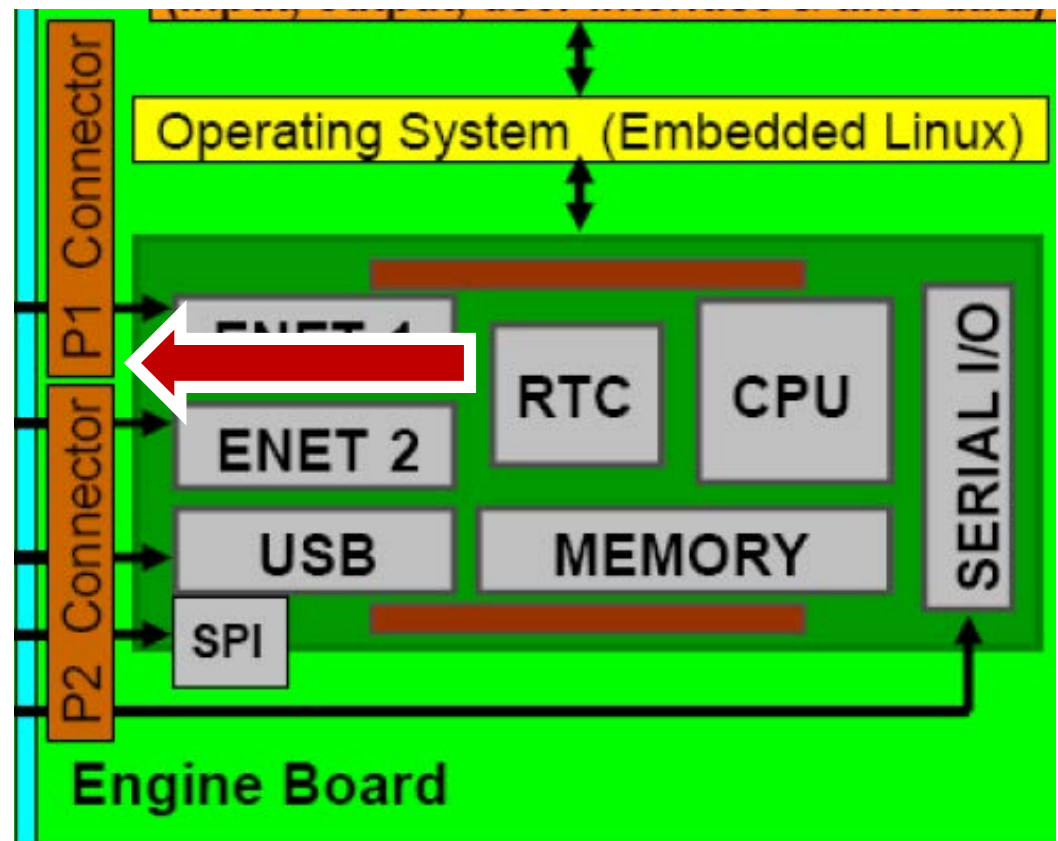 Operating System (Embedded Linux)
P1 Connector
P2 Connector
RTC
CPU
SERIAL I/O
ENET 2
USB
MEMORY
SPI
Engine Board